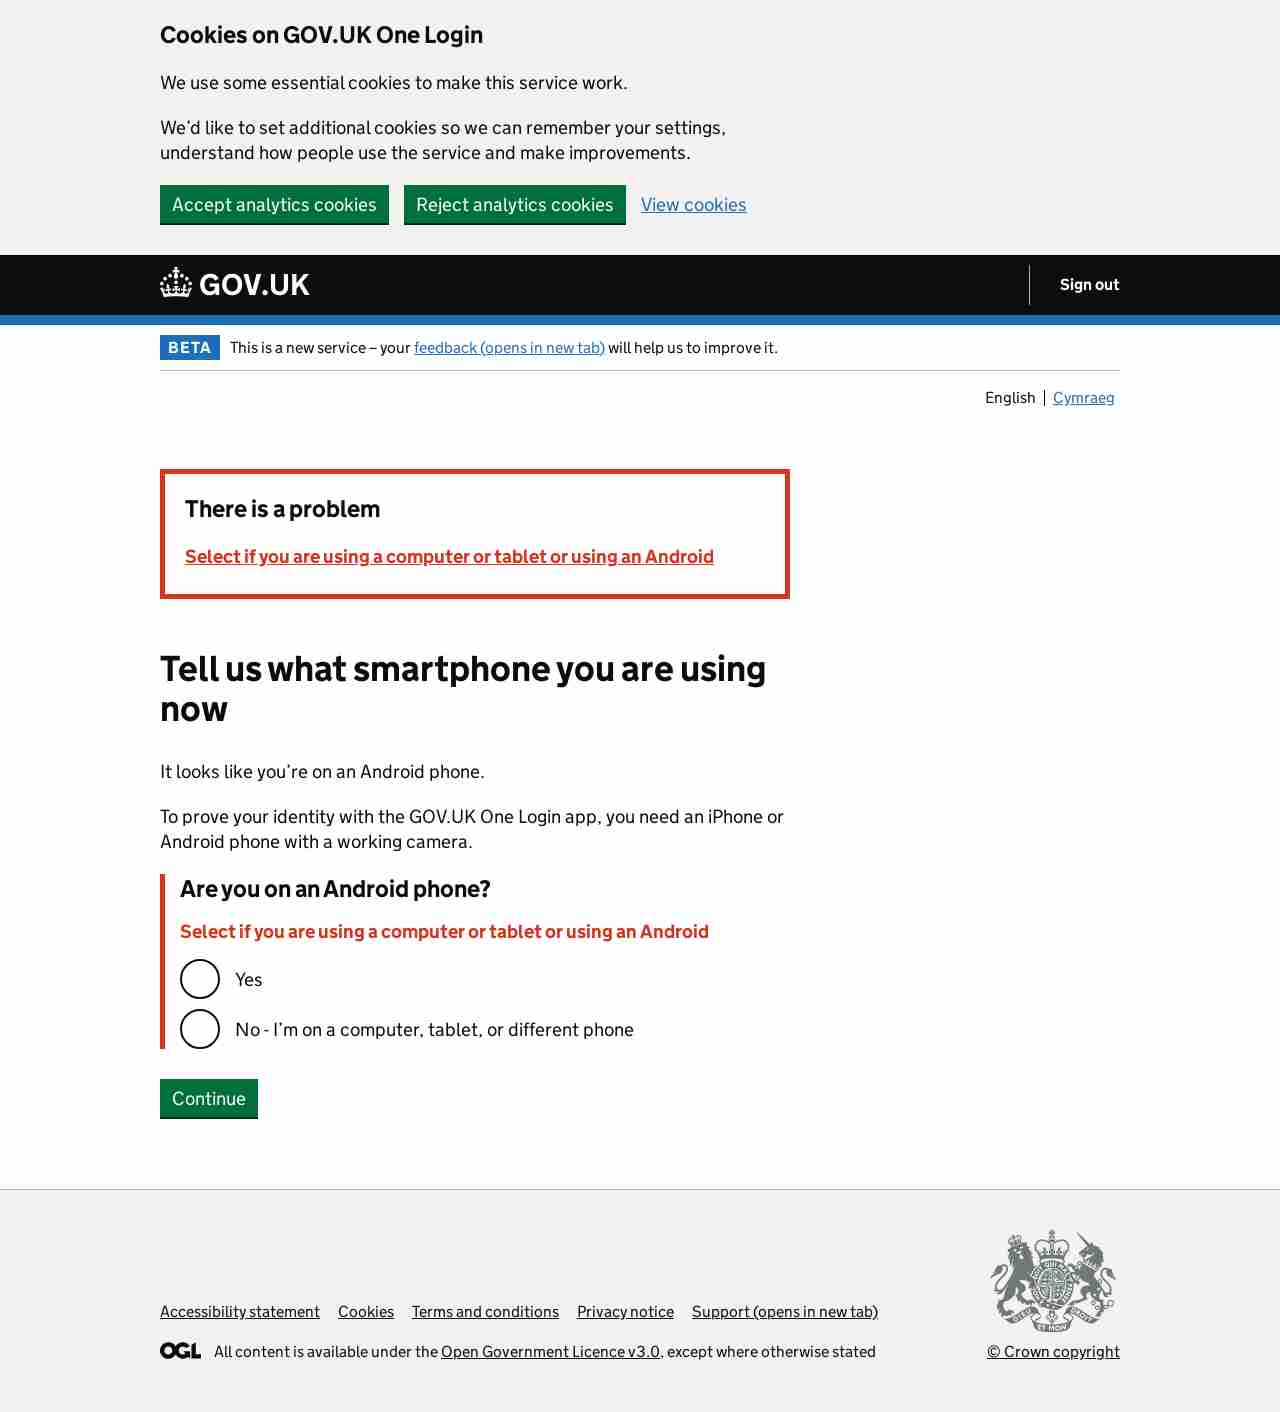 Cookies on GOV.UK One Login
We use some essential cookies to make this service work.
We’d like to set additional cookies so we can remember your settings,
understand how people use the service and make improvements.
Accept analytics cookies Reject analytics cookies View cookies
GOV.UK Sign out
BETA This is a new service – your feedback (opens in new tab) will help us to improve it.
English Cymraeg
There is a problem
Select if you are using a computer or tablet or using an Android
Tell us what smartphone you are using
now
It looks like you’re on an Android phone.
To prove your identity with the GOV.UK One Login app, you need an iPhone or
Android phone with a working camera.
Are you on an Android phone?
Select if you are using a computer or tablet or using an Android
Yes
No - I’m on a computer, tablet, or different phone
Continue
Accessibility statement Cookies Terms and conditions Privacy notice Support (opens in new tab)
OGL All content is available under the Open Government Licence v3.0, except where otherwise stated
© Crown copyright